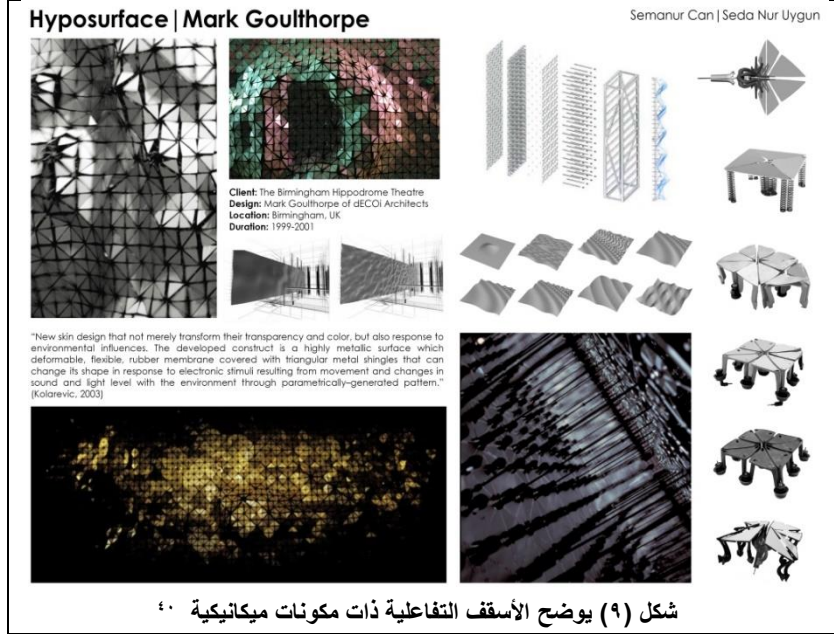 Hyposurface | Mark Goulthorpe
Semanur Can | Seda Nur Uygun
Client: The Birmingham Hippodrome Theatre
Design: Mark Goulthorpe of dECOi Architects
Location: Birmingham, UK
Duration: 1999-2001
"New skin design that not merely transform their transparency and color, but also response to
environmental influences. The developed construct is a highly metallic surface which
deformable, flexible, rubber membrane covered with triangular metal shingles that can
change its shape in response to electronic stimuli resulting from movement and changes in
sound and light level with the environment through parametrically-generated pattern."
(Kolarevic, 2003)
شكل (٩) يوضح الأسقف التفاعلية ذات مكونات ميكانيكية ٤٠